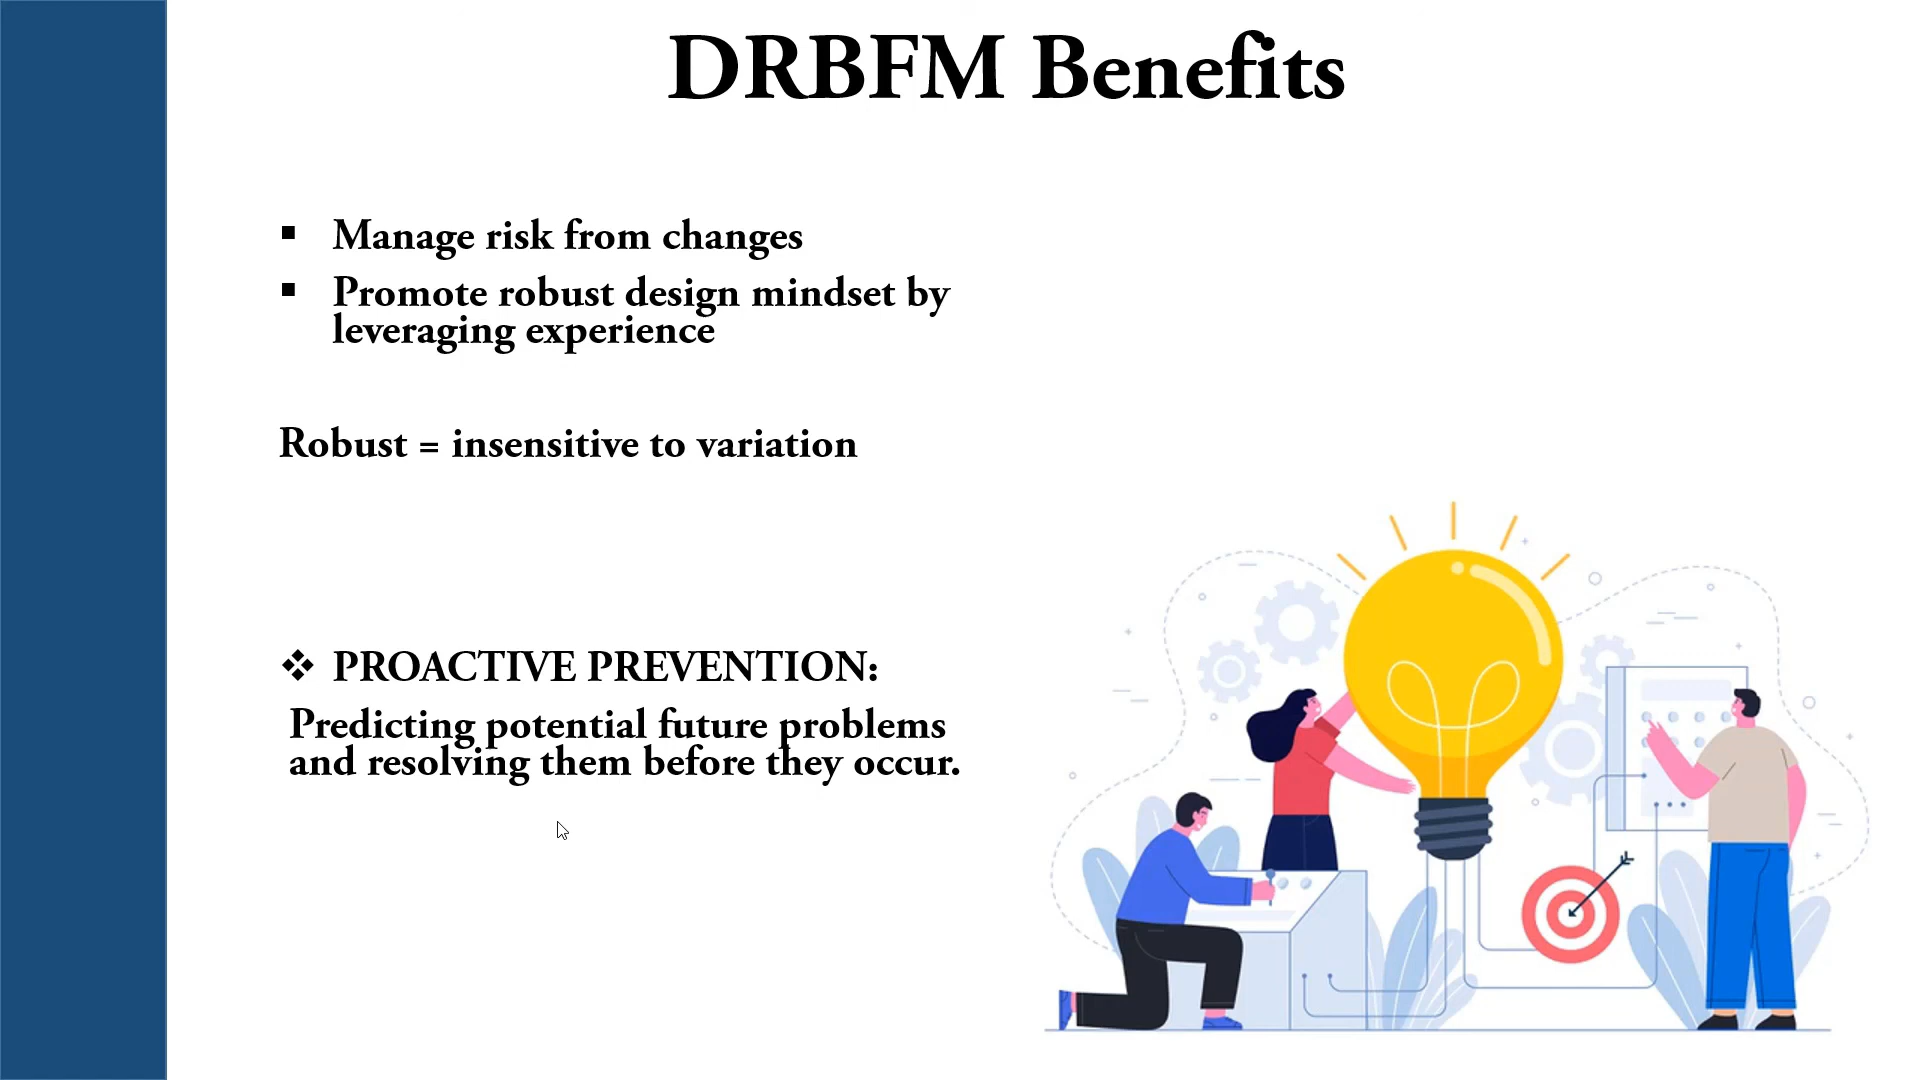 DRBFM Benefits
▪ Manage risk from changes
▪ Promote robust design mindset by
leveraging experience
Robust = insensitive to variation
❖ PROACTIVE PREVENTION:
Predicting potential future problems
and resolving them before they occur.